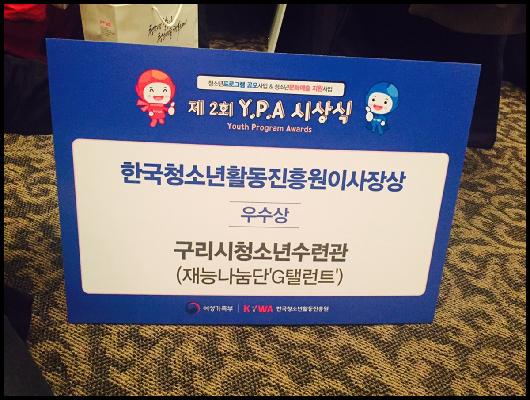 청소년프로그램 공모사업 & 청소년문화예술 지원사업
제 2회 Y.P.A 시상식
Youth Program Awards
한국청소년활동진흥원이사장상
우수상
구리시청소년수련관
(재능나눔단'G탤런트')
여성가족부 KYWA 한국청소년활동진흥원